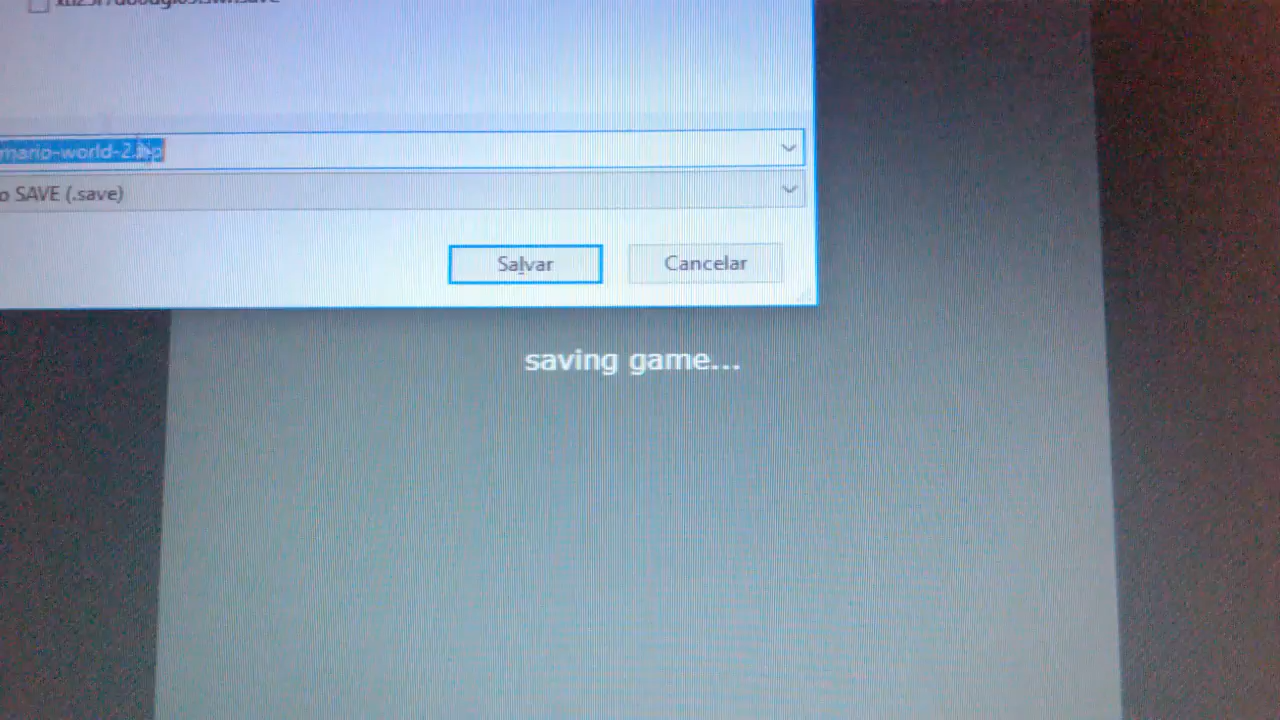 mario-world-2.
o SAVE (.save)
Salvar
Cancelar
saving game...